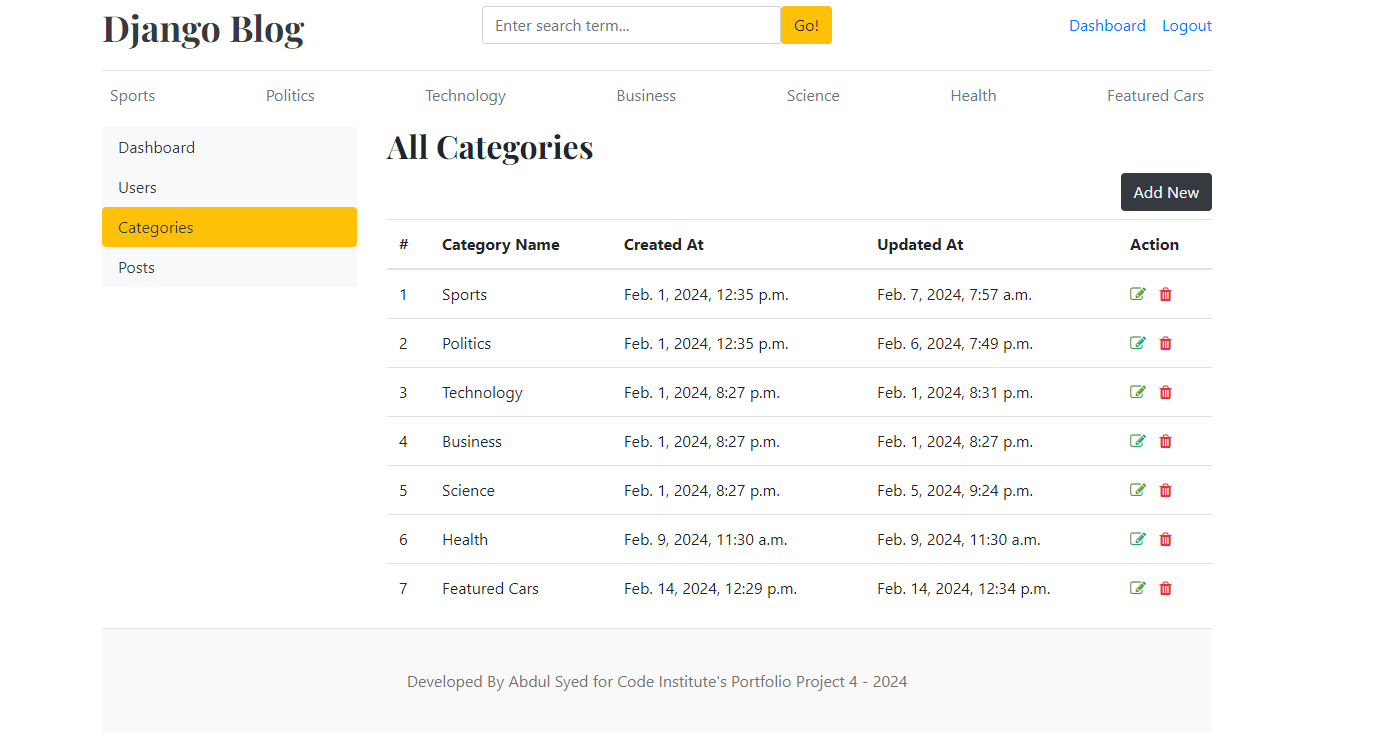 Django Blog
Enter search term...
Go!
Dashboard
Logout
Sports Politics Technology Business Science Health Featured Cars
Dashboard
Users
Categories
Posts
All Categories
Add New
# Category Name Created At Updated At Action
1 Sports Feb. 1, 2024, 12:35 p.m. Feb. 7, 2024, 7:57 a.m.
2 Politics Feb. 1, 2024, 12:35 p.m. Feb. 6, 2024, 7:49 p.m.
3 Technology Feb. 1, 2024, 8:27 p.m. Feb. 1, 2024, 8:31 p.m.
4 Business Feb. 1, 2024, 8:27 p.m. Feb. 1, 2024, 8:27 p.m.
5 Science Feb. 1, 2024, 8:27 p.m. Feb. 5, 2024, 9:24 p.m.
6 Health Feb. 9, 2024, 11:30 a.m. Feb. 9, 2024, 11:30 a.m.
7 Featured Cars Feb. 14, 2024, 12:29 p.m. Feb. 14, 2024, 12:34 p.m.
Developed By Abdul Syed for Code Institute's Portfolio Project 4 - 2024